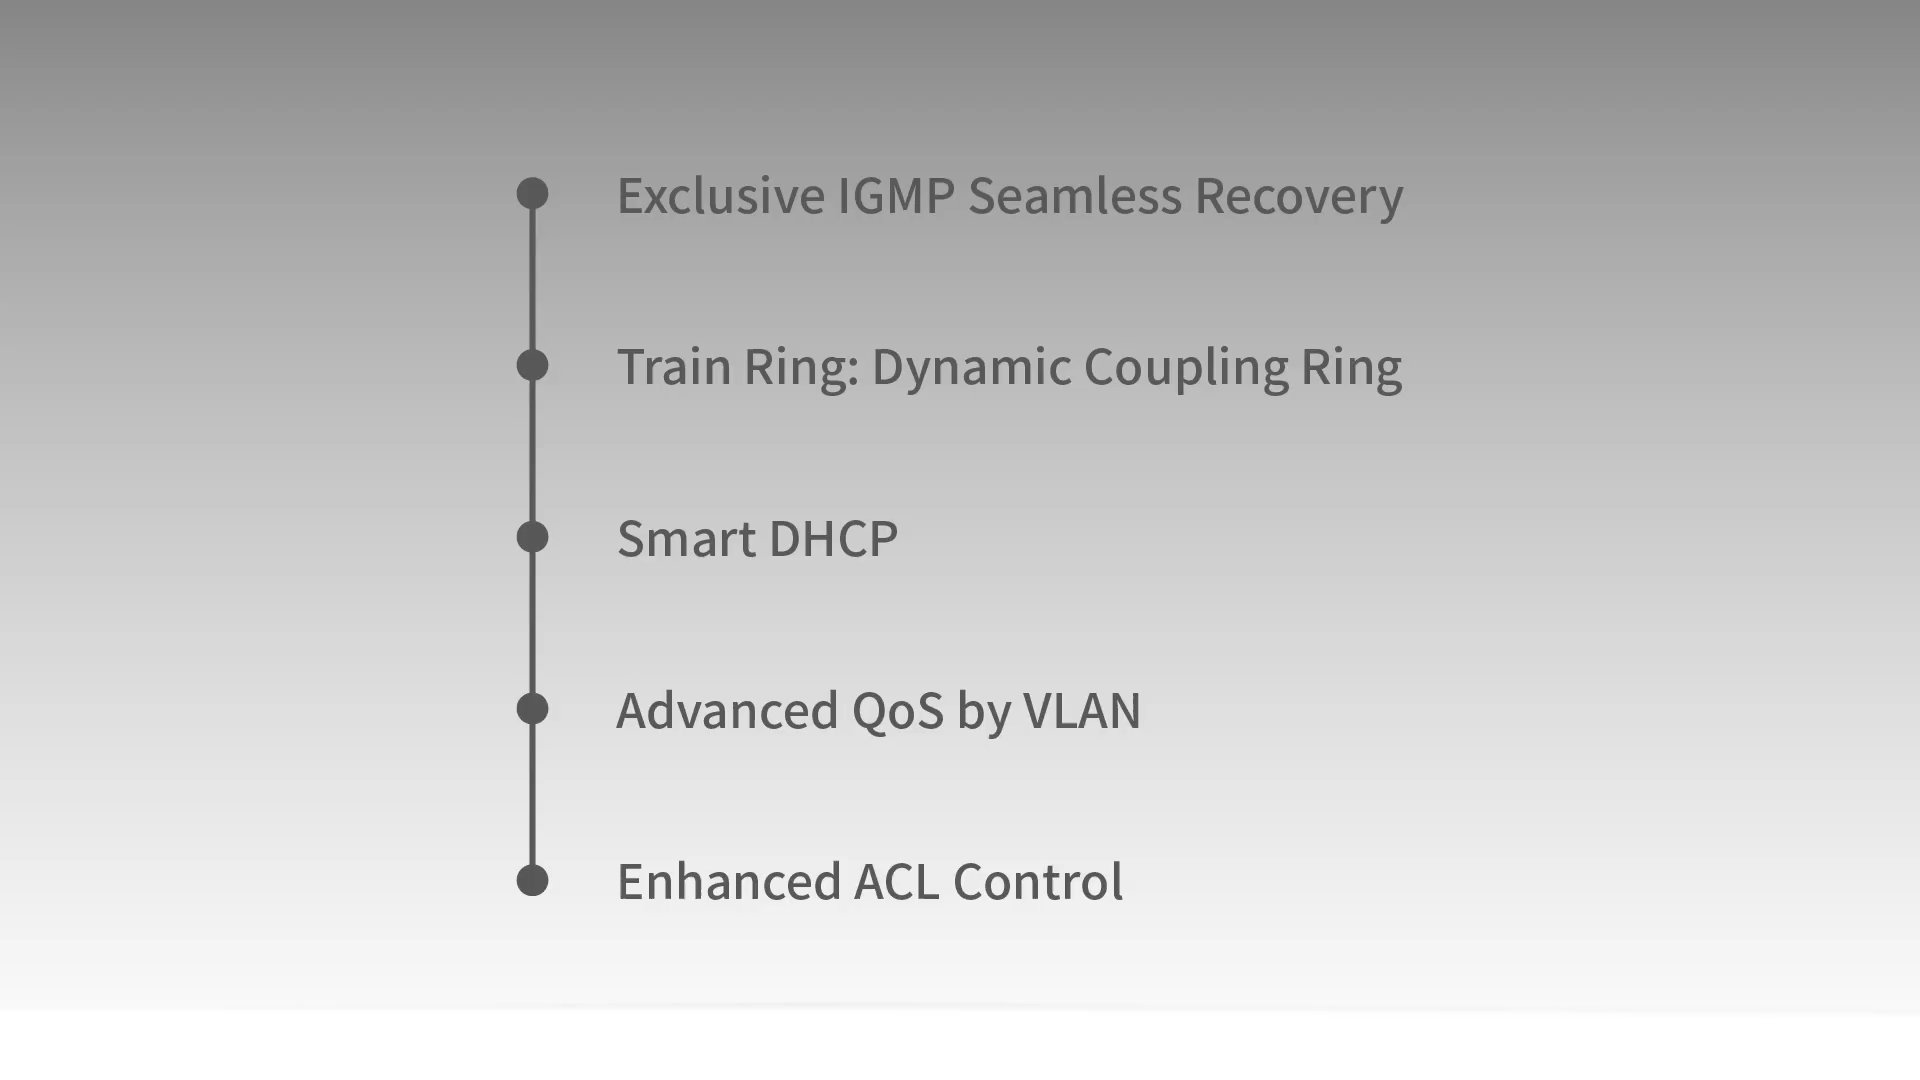 Exclusive IGMP Seamless Recovery
Train Ring: Dynamic Coupling Ring
Smart DHCP
Advanced QoS by VLAN
Enhanced ACL Control